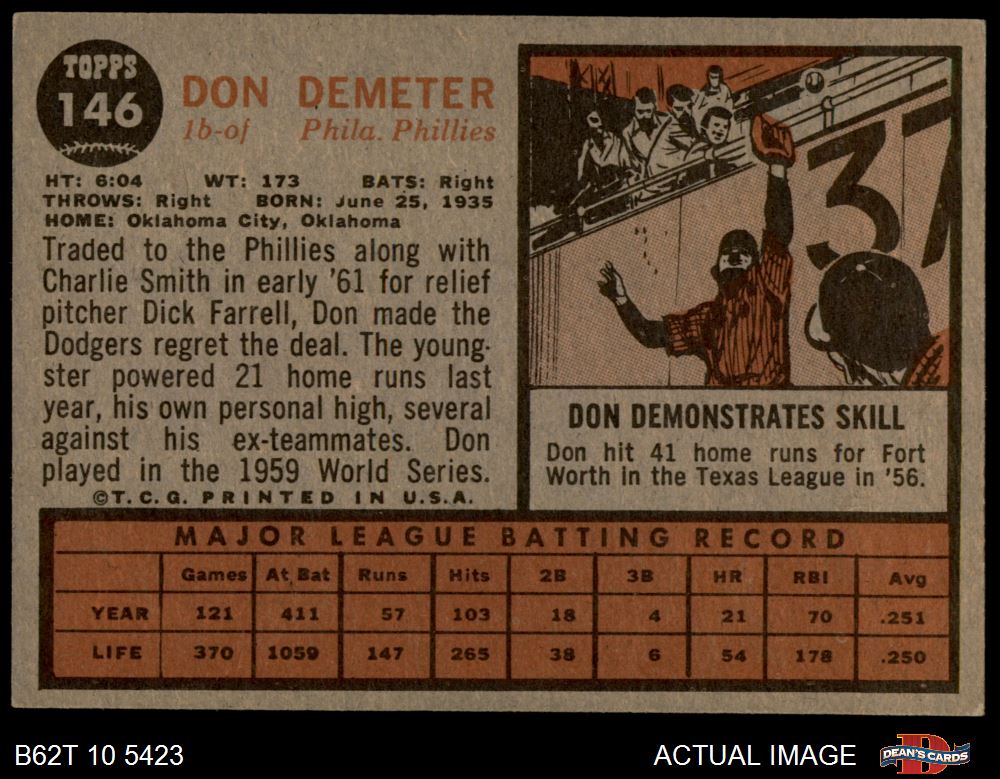 TOPPS
146
DON DEMETER
1b-of Phila. Phillies
HT: 6:04 WT: 173 BATS: Right
THROWS: Right BORN: June 25, 1935
HOME: Oklahoma City, Oklahoma
Traded to the Phillies along with
Charlie Smith in early '61 for relief
pitcher Dick Farrell, Don made the
Dodgers regret the deal. The young-
ster powered 21 home runs last
year, his own personal high, several
against his ex-teammates. Don
played in the 1959 World Series.
©T.C.G. PRINTED IN U.S.A.
37
DON DEMONSTRATES SKILL
Don hit 41 home runs for Fort
Worth in the Texas League in '56.
MAJOR LEAGUE BATTING RECORD
Games At Bat Runs Hits 2B 3B HR RBI Avg
YEAR 121 411 57 103 18 4 21 70 .251
LIFE 370 1059 147 265 38 6 54 178 .250
B62T 10 5423
ACTUAL IMAGE
DEAN'S CARDS